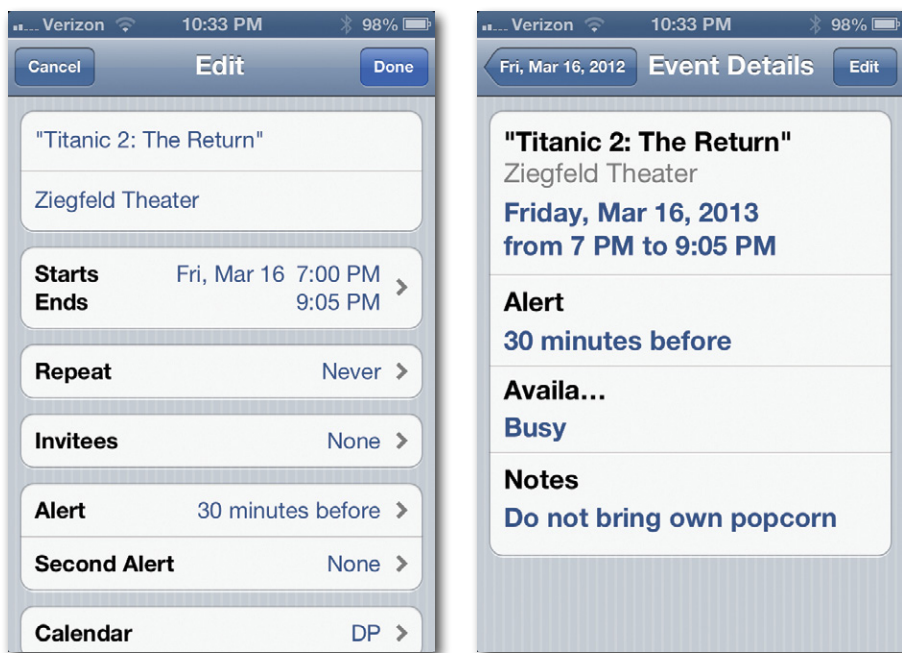 Verizon 10:33 PM 98%
Cancel Edit Done
"Titanic 2: The Return"
Ziegfeld Theater
Starts Fri, Mar 16 7:00 PM
Ends 9:05 PM
Repeat Never
Invitees None
Alert 30 minutes before
Second Alert None
Calendar DP
Verizon 10:33 PM 98%
Fri, Mar 16, 2012 Event Details Edit
"Titanic 2: The Return"
Ziegfeld Theater
Friday, Mar 16, 2013
from 7 PM to 9:05 PM
Alert
30 minutes before
Availa...
Busy
Notes
Do not bring own popcorn